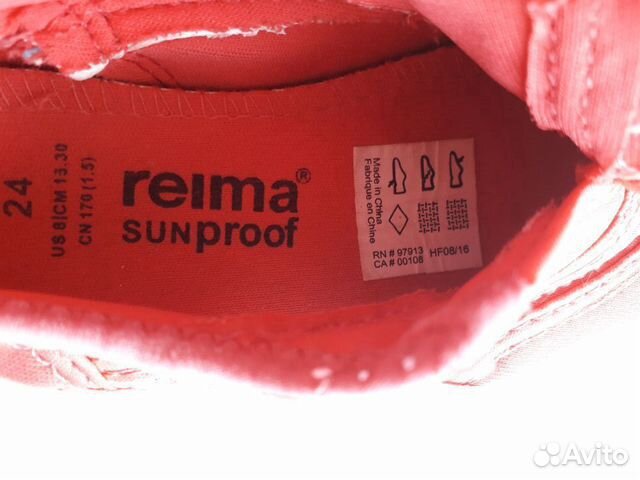 24
US 8|CM 15.30
CN 170 (1.5)
reima®
SUNproof
Made in China
Fabriqué en Chine
RN # 97913 HF08/16
CA # 00108
Avito